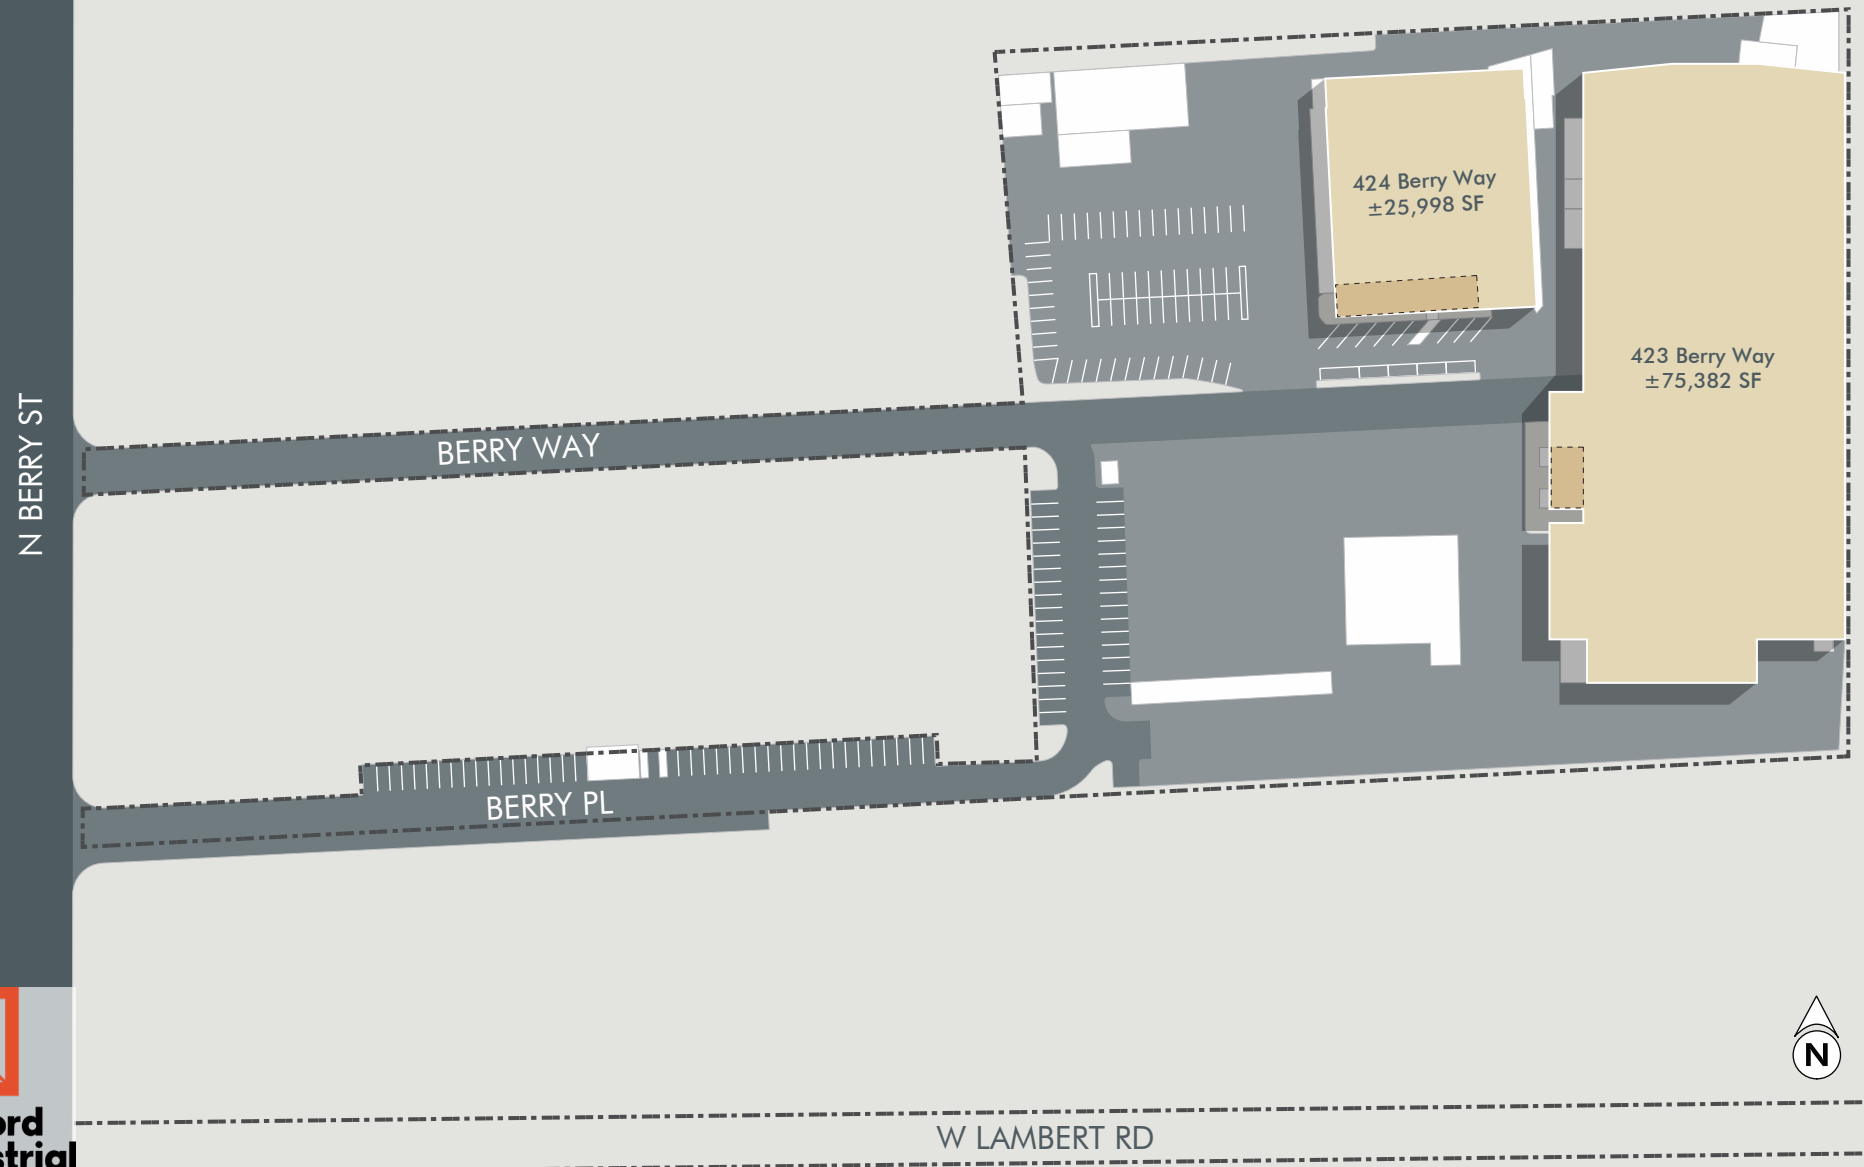 424 Berry Way
±25,998 SF
423 Berry Way
±75,382 SF
N BERRY ST
BERRY WAY
BERRY PL
N
ord
strial
W LAMBERT RD